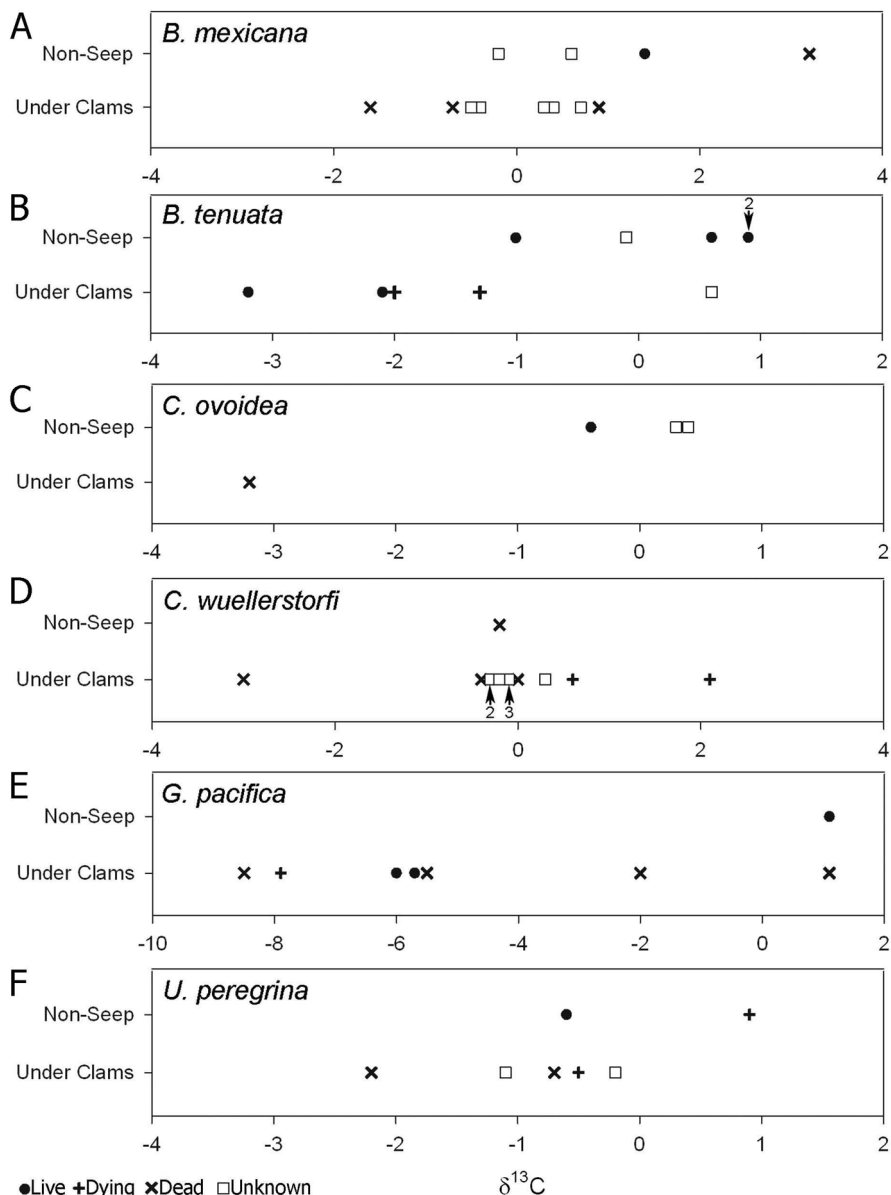 A
B. mexicana
Non-Seep
Under Clams
-4 -2 0 2 4
B
B. tenuata
2
Non-Seep
Under Clams
-4 -3 -2 -1 0 1 2
C
C. ovoidea
Non-Seep
Under Clams
-4 -3 -2 -1 0 1 2
D
C. wuellerstorfi
Non-Seep
Under Clams
2 3
-4 -2 0 2 4
E
G. pacifica
Non-Seep
Under Clams
-10 -8 -6 -4 -2 0 2
F
U. peregrina
Non-Seep
Under Clams
-4 -3 -2 -1 0 1 2
Live Dying Dead Unknown δ¹³C